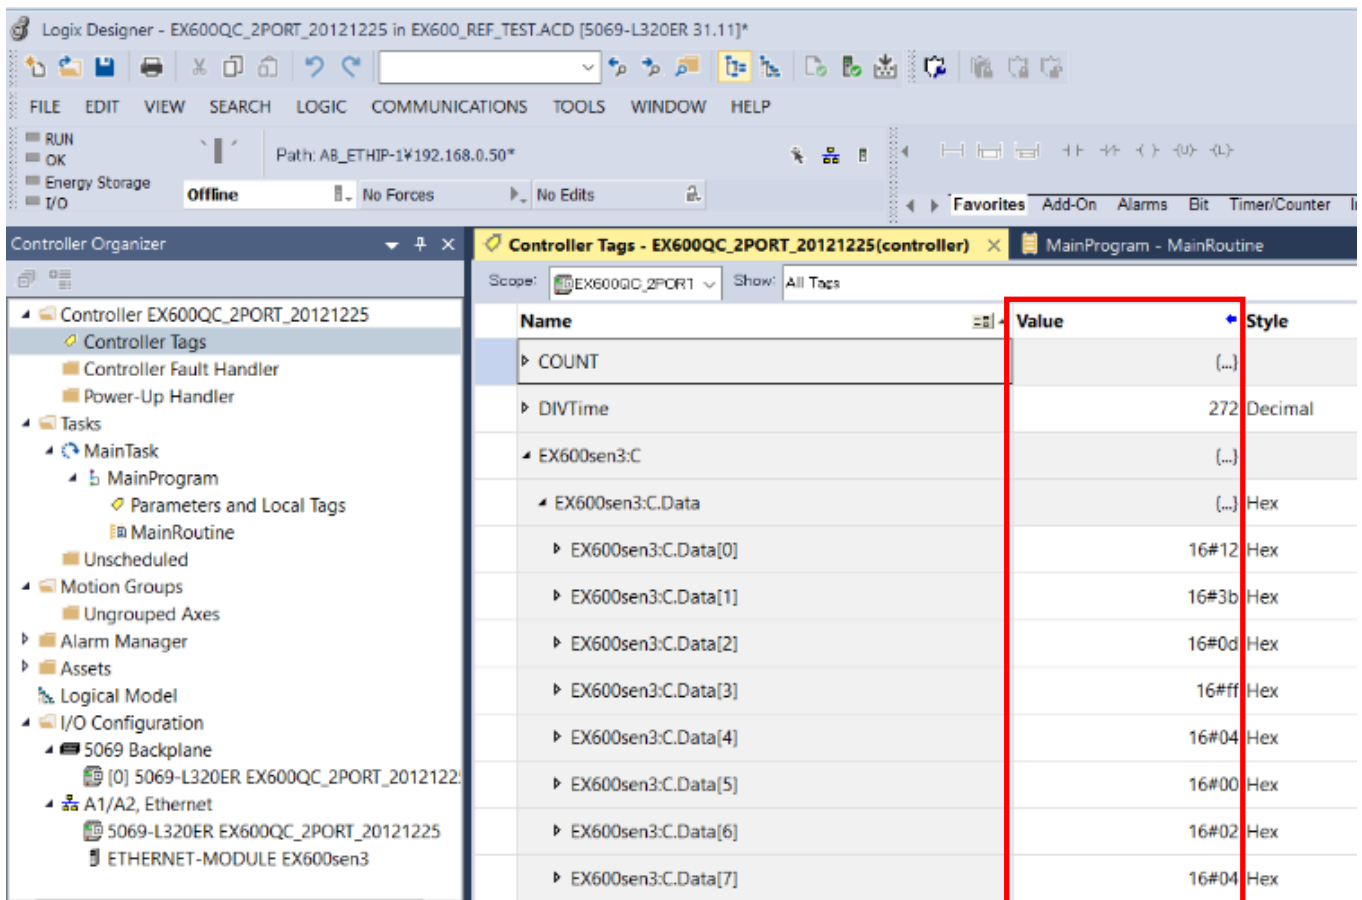 Logix Designer - EX600QC_2PORT_20121225 in EX600_REF_TEST.ACD [5069-L320ER 31.11]*
FILE EDIT VIEW SEARCH LOGIC COMMUNICATIONS TOOLS WINDOW HELP
RUN
OK
Energy Storage
I/O
Path: AB_ETHIP-1¥192.168.0.50*
Offline
No Forces
No Edits
Favorites Add-On Alarms Bit Timer/Counter
Controller Organizer
Controller EX600QC_2PORT_20121225
Controller Tags
Controller Fault Handler
Power-Up Handler
Tasks
MainTask
MainProgram
Parameters and Local Tags
MainRoutine
Unscheduled
Motion Groups
Ungrouped Axes
Alarm Manager
Assets
Logical Model
I/O Configuration
5069 Backplane
[0] 5069-L320ER EX600QC_2PORT_2012122
A1/A2, Ethernet
5069-L320ER EX600QC_2PORT_20121225
ETHERNET-MODULE EX600sen3
Controller Tags - EX600QC_2PORT_20121225(controller)
MainProgram - MainRoutine
Scope: EX600QC_2PORT Show: All Tags
Name Value Style
COUNT {...}
DIVTime 272 Decimal
EX600sen3:C {...}
EX600sen3:C.Data {...} Hex
EX600sen3:C.Data[0] 16#12 Hex
EX600sen3:C.Data[1] 16#3b Hex
EX600sen3:C.Data[2] 16#0d Hex
EX600sen3:C.Data[3] 16#ff Hex
EX600sen3:C.Data[4] 16#04 Hex
EX600sen3:C.Data[5] 16#00 Hex
EX600sen3:C.Data[6] 16#02 Hex
EX600sen3:C.Data[7] 16#04 Hex